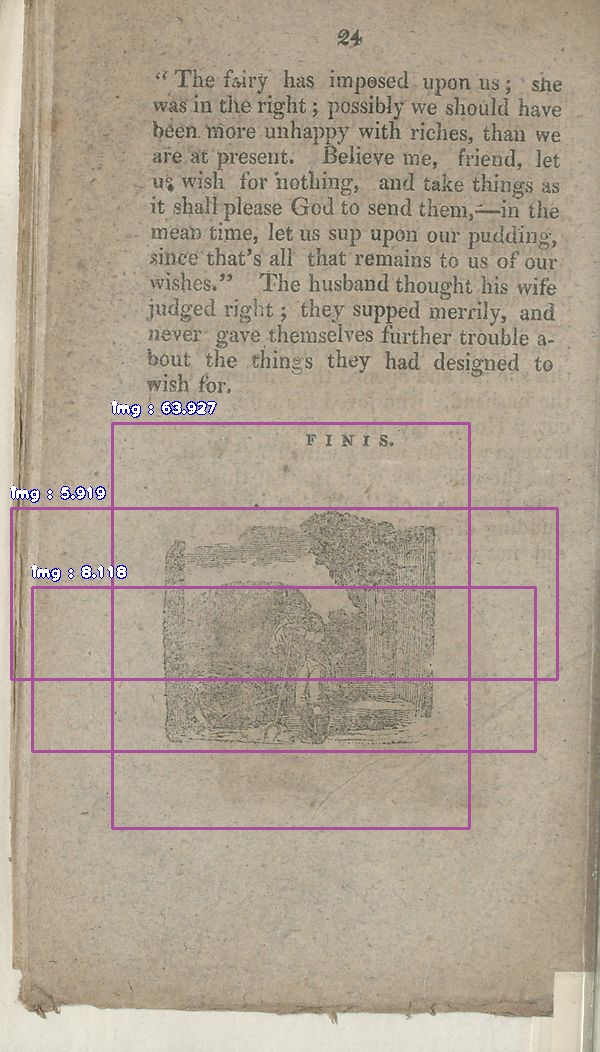 24
“ The fairy has imposed upon us ; she
was in the right ; possibly we should have
been more unhappy with riches, than we
are at present. Believe me, friend, let
us wish for nothing, and take things as
it shall please God to send them,—in the
mean time, let us sup upon our pudding,
since that’s all that remains to us of our
wishes.” The husband thought his wife
judged right ; they supped merrily, and
never gave themselves further trouble a-
bout the things they had designed to
wish for.
img : 63.927
FINIS.
img : 5.919
img : 8.118